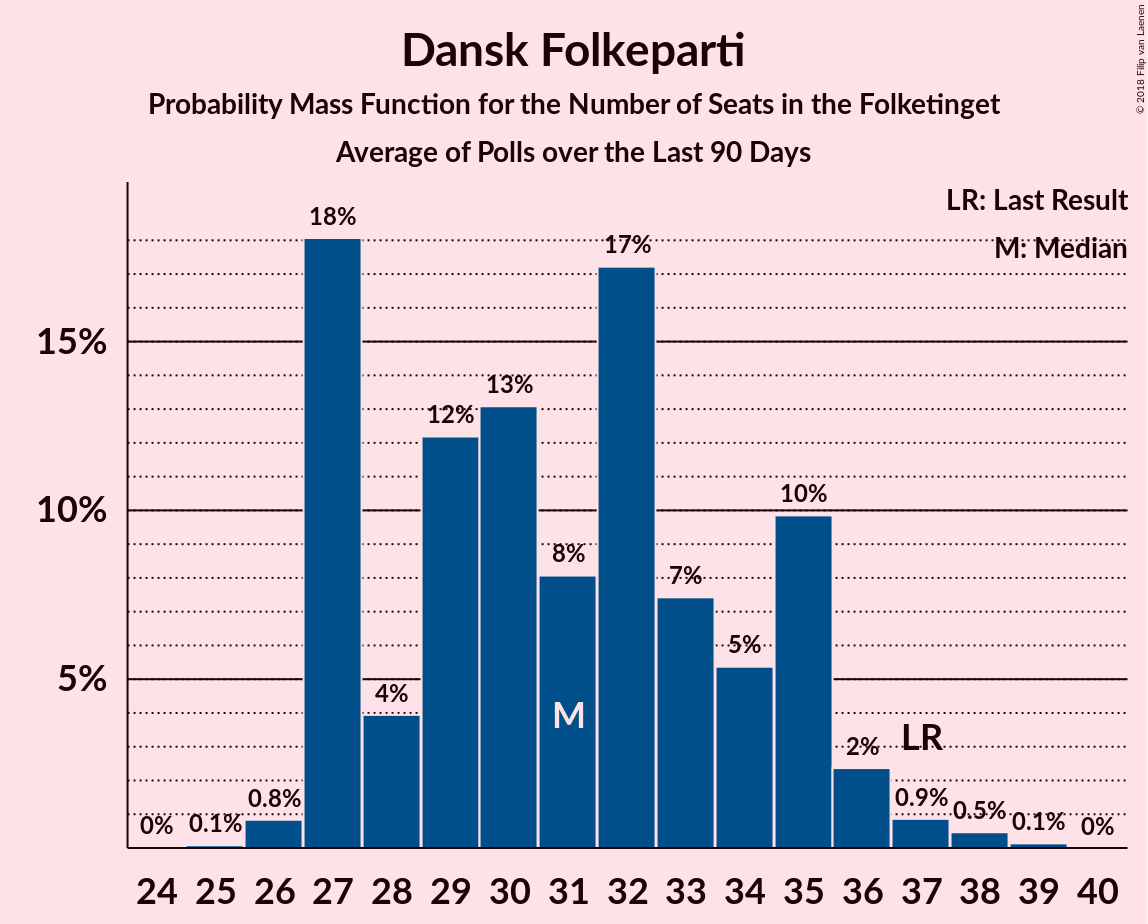 Dansk Folkeparti
Probability Mass Function for the Number of Seats in the Folketinget
Average of Polls over the Last 90 Days
© 2018 Filip van Laenen
LR: Last Result
M: Median
15%
10%
5%
0%
0.1%
0.8%
18%
4%
12%
13%
8%
17%
7%
5%
10%
2%
0.9%
0.5%
0.1%
0%
M
LR
24 25 26 27 28 29 30 31 32 33 34 35 36 37 38 39 40